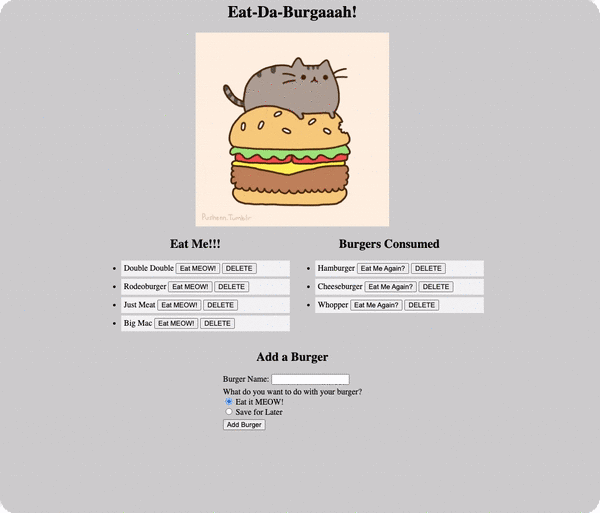 Eat-Da-Burgaaah!
Pusheen.Tumblr
Eat Me!!!
Double Double Eat MEOW! DELETE
Rodeoburger Eat MEOW! DELETE
Just Meat Eat MEOW! DELETE
Big Mac Eat MEOW! DELETE
Burgers Consumed
Hamburger Eat Me Again? DELETE
Cheeseburger Eat Me Again? DELETE
Whopper Eat Me Again? DELETE
Add a Burger
Burger Name:
What do you want to do with your burger?
Eat it MEOW!
Save for Later
Add Burger